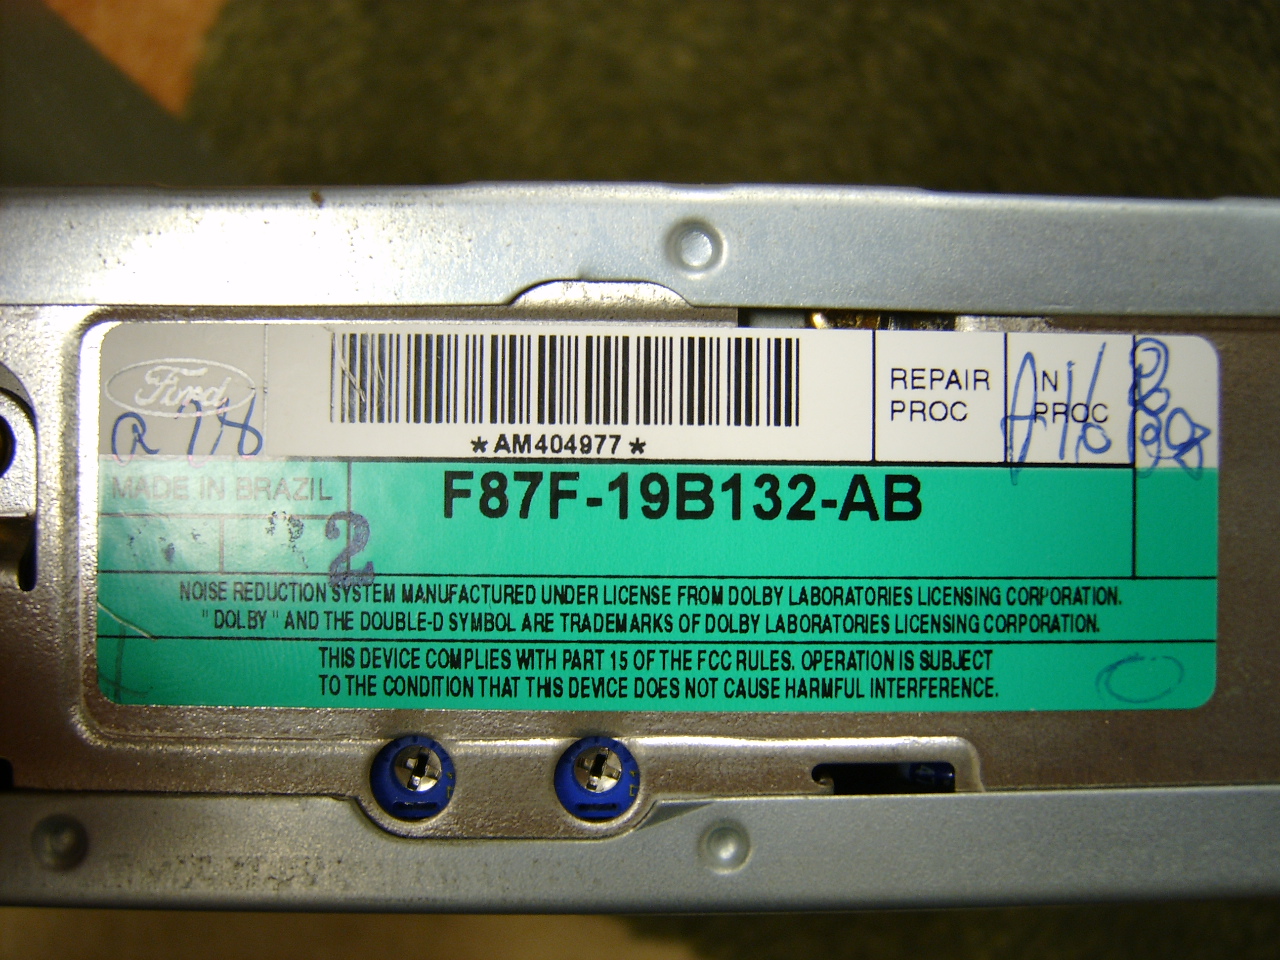 Ford
REPAIR
PROC
N
PROC
*AM404977*
MADE IN BRAZIL
F87F-19B132-AB
2
NOISE REDUCTION SYSTEM MANUFACTURED UNDER LICENSE FROM DOLBY LABORATORIES LICENSING CORPORATION.
"DOLBY" AND THE DOUBLE-D SYMBOL ARE TRADEMARKS OF DOLBY LABORATORIES LICENSING CORPORATION.
THIS DEVICE COMPLIES WITH PART 15 OF THE FCC RULES. OPERATION IS SUBJECT
TO THE CONDITION THAT THIS DEVICE DOES NOT CAUSE HARMFUL INTERFERENCE.